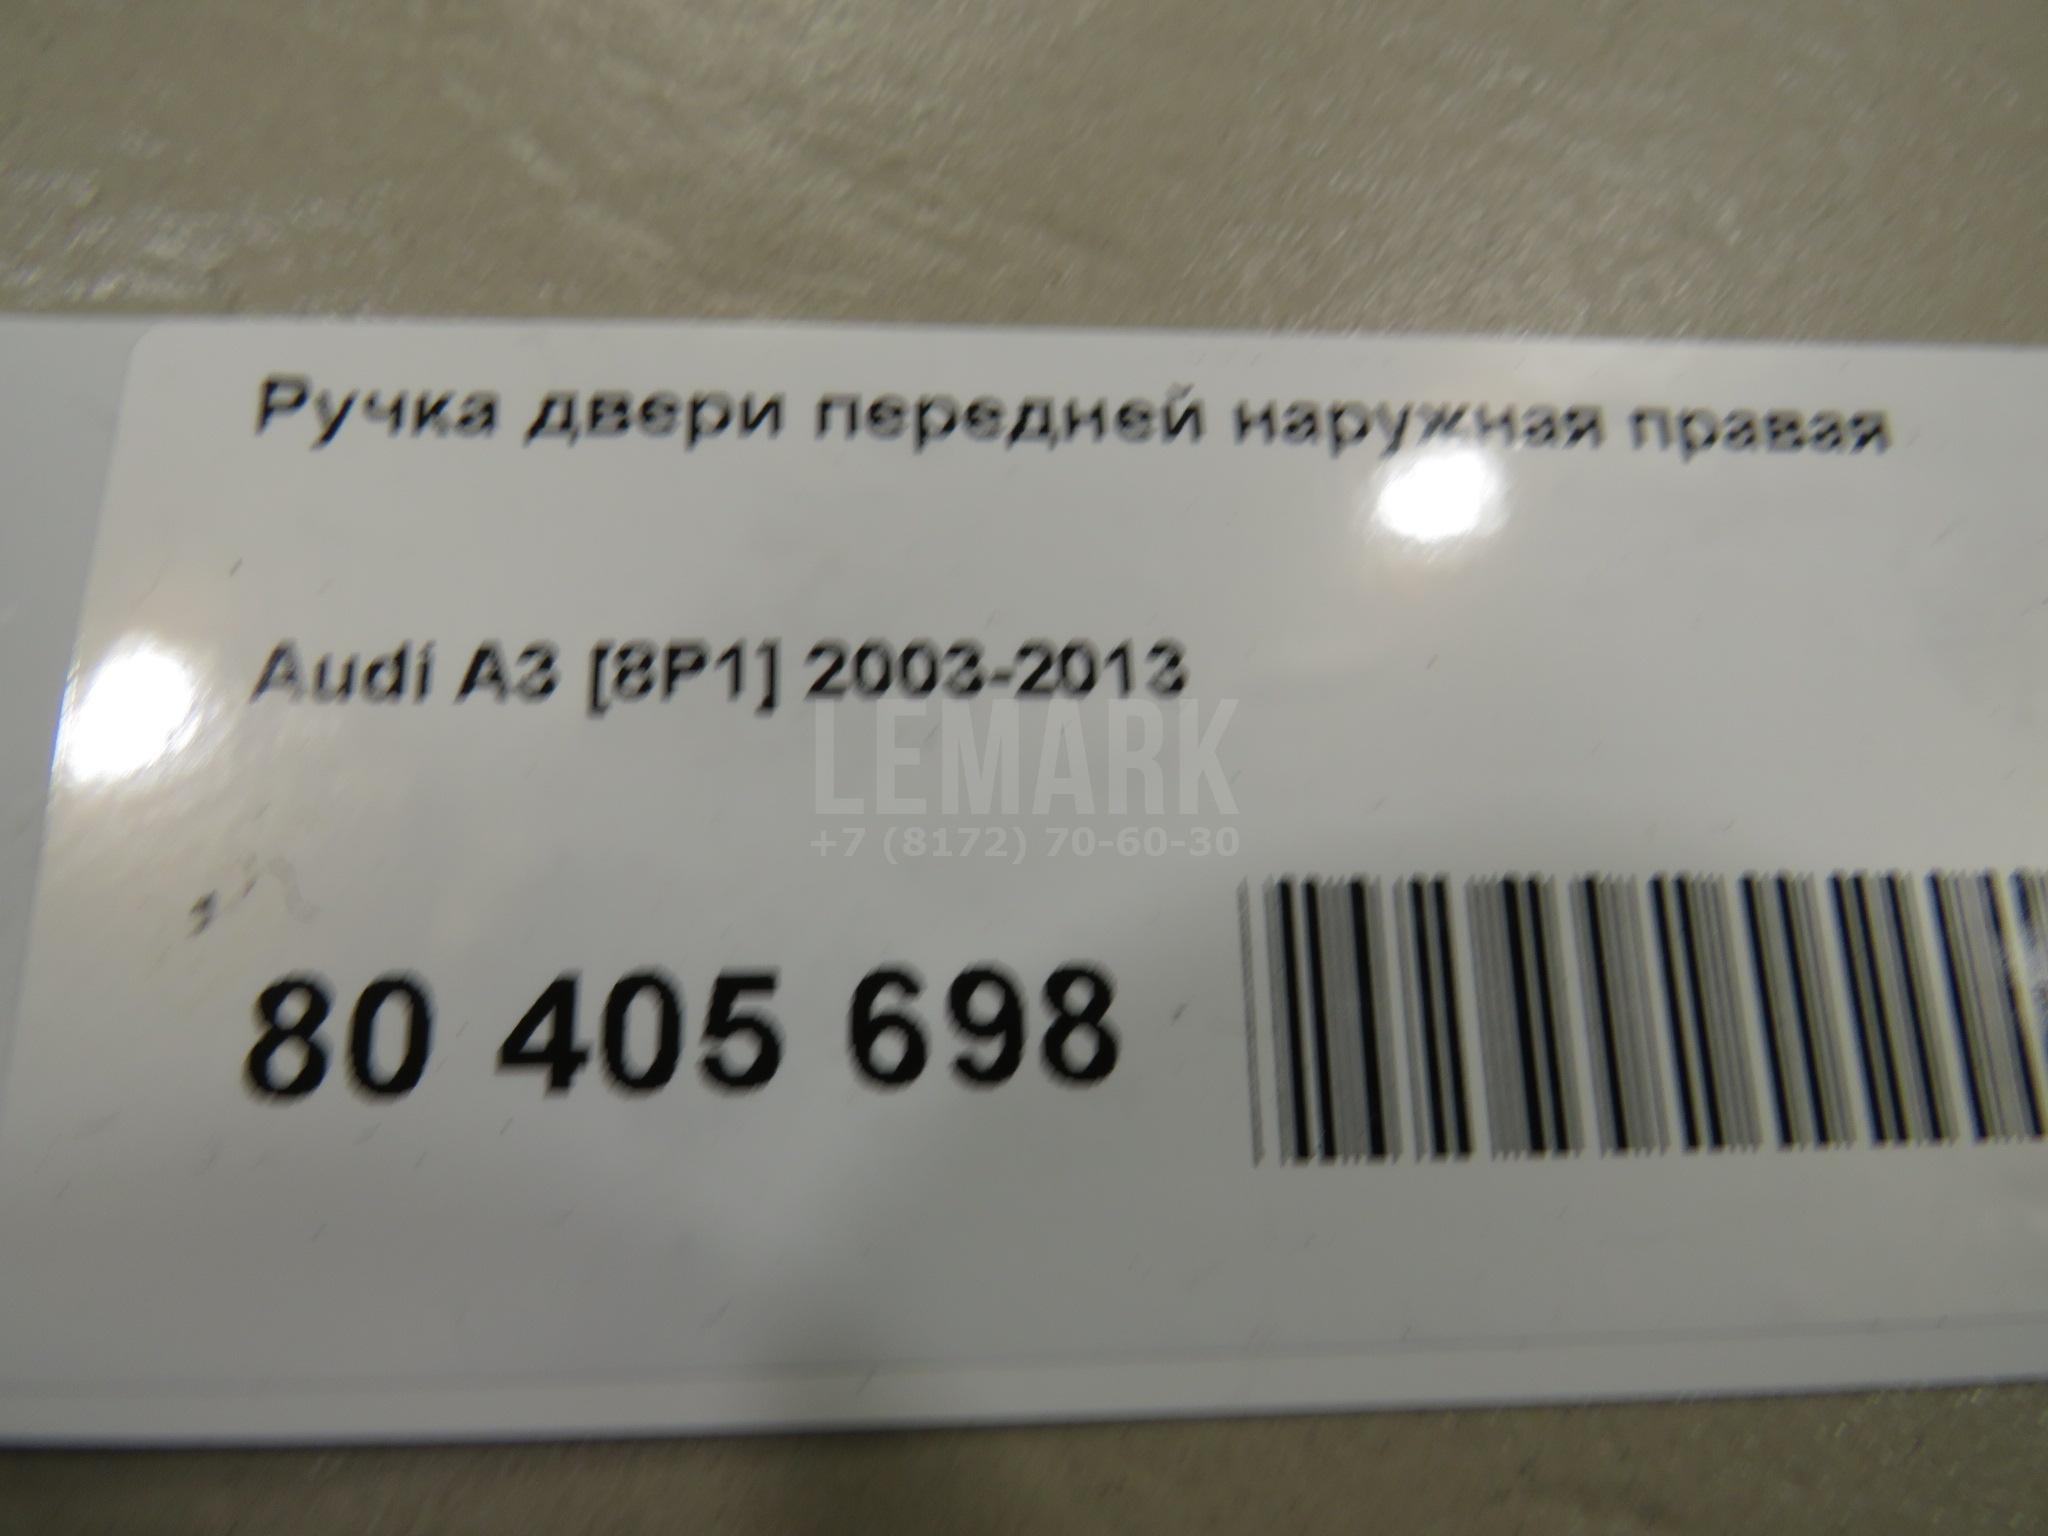 Ручка двери передней наружная правая
Audi A3 [8P1] 2003-2013
LEMARK
+7 (8172) 70-60-30
80 405 698